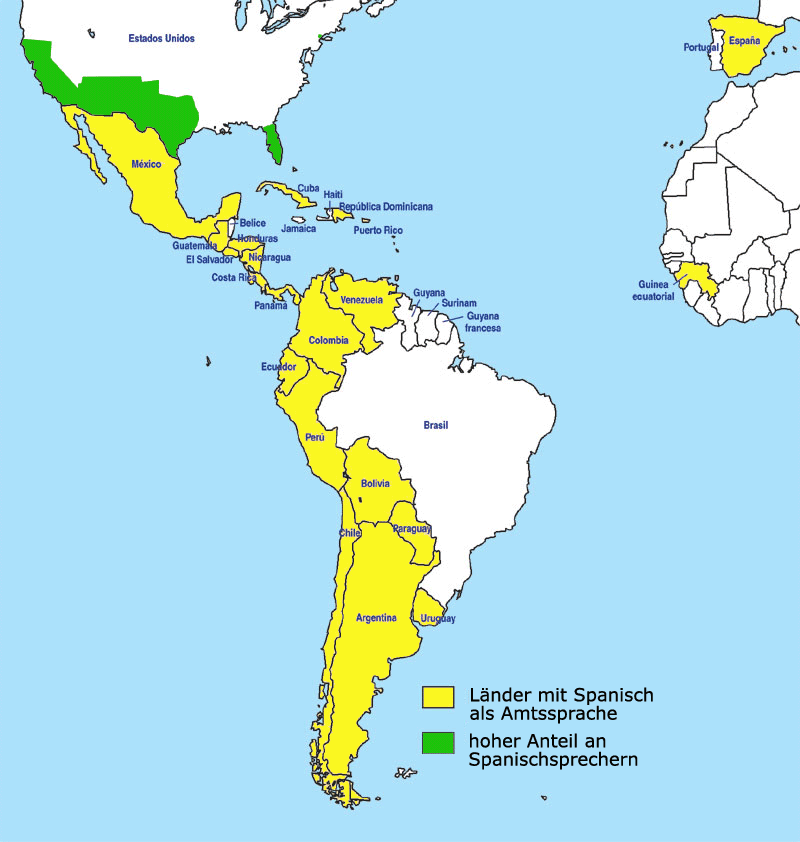 Estados Unidos
Portugal
España
México
Cuba
Haití
República Dominicana
Jamaica
Puerto Rico
Belice
Guatemala
Honduras
El Salvador
Nicaragua
Costa Rica
Panamá
Guinea
ecuatorial
Venezuela
Guyana
Surinam
Guyana
francesa
Colombia
Ecuador
Perú
Brasil
Bolivia
Chile
Paraguay
Argentina
Uruguay
Länder mit Spanisch
als Amtssprache
hoher Anteil an
Spanischsprechern